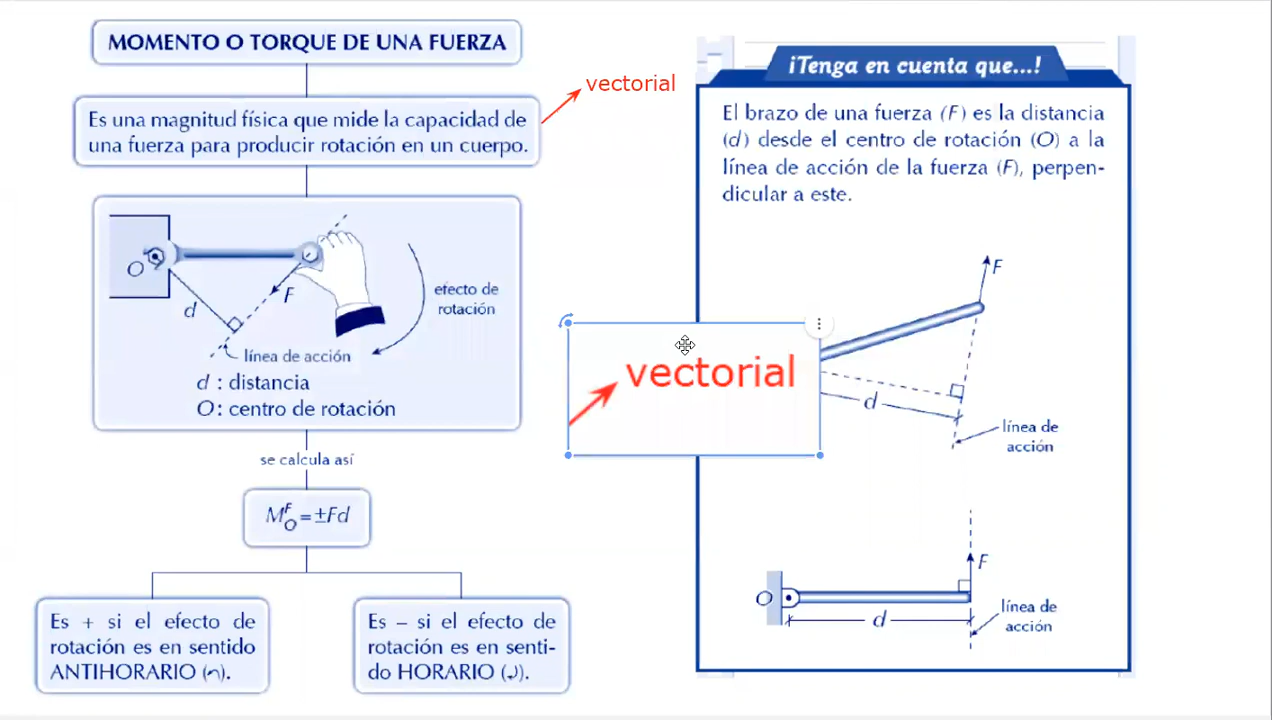 MOMENTO O TORQUE DE UNA FUERZA
vectorial
Es una magnitud física que mide la capacidad de
una fuerza para producir rotación en un cuerpo.
O
d
F
efecto de
rotación
línea de acción
d : distancia
O : centro de rotación
se calcula así
M_O^F = ±Fd
Es + si el efecto de
rotación es en sentido
ANTIHORARIO (↶).
Es – si el efecto de
rotación es en senti-
do HORARIO (⤾).
vectorial
¡Tenga en cuenta que...!
El brazo de una fuerza (F) es la distancia
(d) desde el centro de rotación (O) a la
línea de acción de la fuerza (F), perpen-
dicular a este.
F
d
línea de
acción
F
O
d
línea de
acción